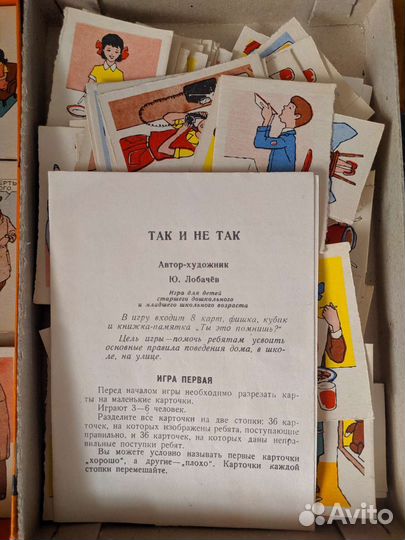 ТАК И НЕ ТАК
Автор-художник
Ю. Лобачёв
Игра для детей
старшего дошкольного
и младшего школьного возраста
В игру входит 8 карт, фишка, кубик
и книжка-памятка „Ты это помнишь?“
Цель игры—помочь ребятам усвоить
основные правила поведения дома, в шко-
ле, на улице.
ИГРА ПЕРВАЯ
Перед началом игры необходимо разрезать кар-
ты на маленькие карточки.
Играют 3—6 человек.
Разделите все карточки на две стопки: 36 кар-
точек, на которых изображены ребята, поступающие
правильно, и 36 карточек, на которых даны непра-
вильные поступки ребят.
Вы можете условно называть первые карточки
„хорошо“, а другие—„плохо“. Карточки каждой
стопки перемешайте.
Avito